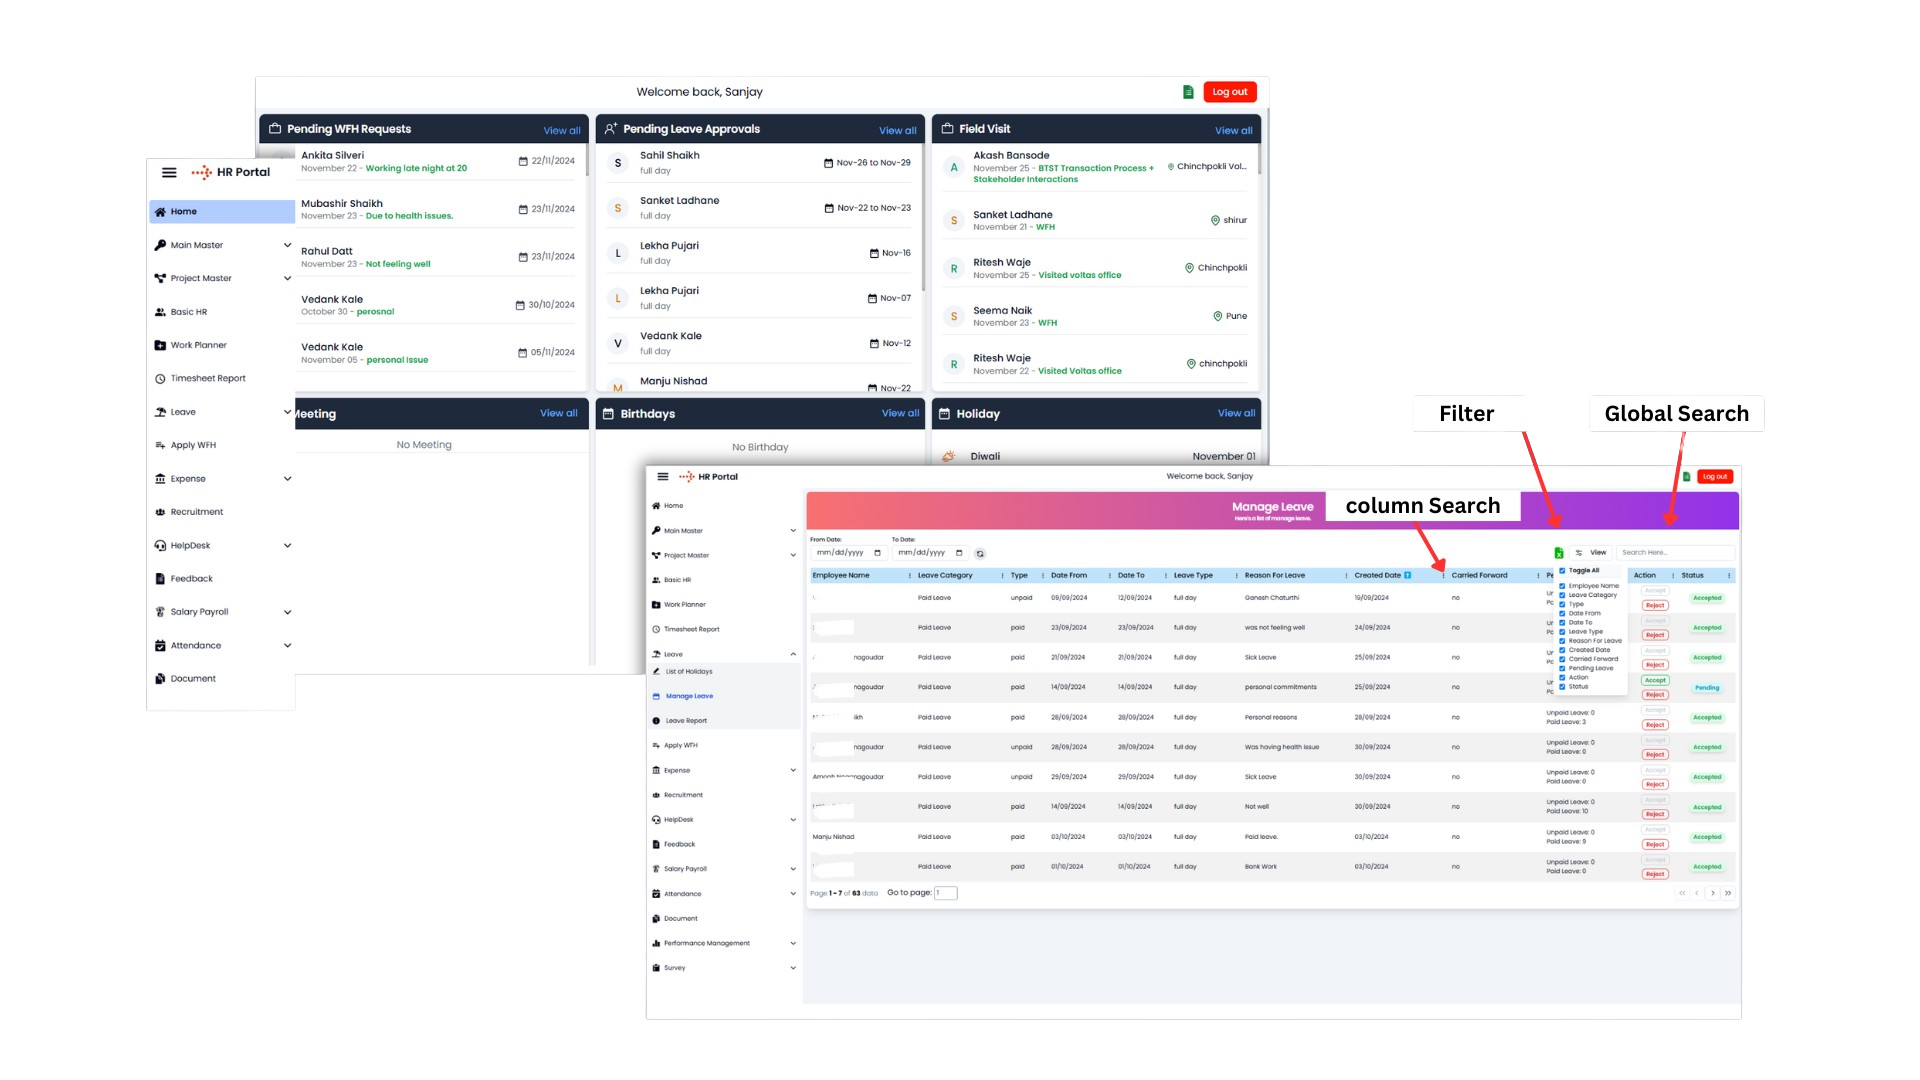 Welcome back, Sanjay
Log out
Pending WFH Requests
View all
Ankita Silveri
November 22 - Working late night at 20
22/11/2024
Mubashir Shaikh
November 23 - Due to health issues.
23/11/2024
Rahul Datt
November 23 - Not feeling well
23/11/2024
Vedank Kale
October 30 - perosnal
30/10/2024
Vedank Kale
November 05 - personal Issue
05/11/2024
Pending Leave Approvals
View all
S
Sahil Shaikh
full day
Nov-26 to Nov-29
S
Sanket Ladhane
full day
Nov-22 to Nov-23
L
Lekha Pujari
full day
Nov-16
L
Lekha Pujari
full day
Nov-07
V
Vedank Kale
full day
Nov-12
M
Manju Nishad
Nov-22
Field Visit
View all
A
Akash Bansode
November 25 - BTST Transaction Process +
Stakeholder Interactions
Chinchpokli Vol...
S
Sanket Ladhane
November 21 - WFH
shirur
R
Ritesh Waje
November 25 - Visited voltas office
Chinchpokli
S
Seema Naik
November 23 - WFH
Pune
R
Ritesh Waje
November 22 - Visited Voltas office
chinchpokli
Meeting
View all
No Meeting
Birthdays
View all
No Birthday
Holiday
View all
Diwali
November 01
HR Portal
Home
Main Master
Project Master
Basic HR
Work Planner
Timesheet Report
Leave
Apply WFH
Expense
Recruitment
HelpDesk
Feedback
Salary Payroll
Attendance
Document
Filter
Global Search
column Search
HR Portal
Welcome back, Sanjay
Log out
Home
Main Master
Project Master
Basic HR
Work Planner
Timesheet Report
Leave
List of Holidays
Manage Leave
Leave Report
Apply WFH
Expense
Recruitment
HelpDesk
Feedback
Salary Payroll
Attendance
Document
Performance Management
Survey
Manage Leave
Here's a list of manage leave.
From Date:
To Date:
mm/dd/yyyy
mm/dd/yyyy
View
Search Here...
Employee Name Leave Category Type Date From Date To Leave Type Reason For Leave Created Date Carried Forward Pe Action Status
Paid Leave unpaid 09/09/2024 12/09/2024 full day Ganesh Chaturthi 19/09/2024 no Accept Reject Accepted
Paid Leave paid 23/09/2024 23/09/2024 full day was not feeling well 24/09/2024 no Accept Reject Accepted
nagoudar Paid Leave paid 21/09/2024 21/09/2024 full day Sick Leave 25/09/2024 no Accept Reject Accepted
nagoudar Paid Leave paid 14/09/2024 14/09/2024 full day personal commitments 25/09/2024 no Accept Reject Pending
ikh Paid Leave paid 28/09/2024 28/09/2024 full day Personal reasons 28/09/2024 no Unpaid Leave: 0 Paid Leave: 3 Accept Reject Accepted
nagoudar Paid Leave unpaid 28/09/2024 28/09/2024 full day Was having health issue 30/09/2024 no Unpaid Leave: 0 Paid Leave: 0 Accept Reject Accepted
nagoudar Paid Leave unpaid 29/09/2024 29/09/2024 full day Sick Leave 30/09/2024 no Unpaid Leave: 0 Paid Leave: 0 Accept Reject Accepted
Paid Leave paid 14/09/2024 14/09/2024 full day Not well 30/09/2024 no Unpaid Leave: 0 Paid Leave: 10 Accept Reject Accepted
Manju Nishad Paid Leave paid 03/10/2024 03/10/2024 full day Paid leave. 03/10/2024 no Unpaid Leave: 0 Paid Leave: 9 Accept Reject Accepted
Paid Leave paid 01/10/2024 01/10/2024 full day Bank Work 03/10/2024 no Unpaid Leave: 0 Paid Leave: 0 Accept Reject Accepted
Toggle All
Employee Name
Leave Category
Type
Date From
Date To
Leave Type
Reason For Leave
Created Date
Carried Forward
Pending Leave
Action
Status
Page 1 - 7 of 63 data
Go to page: 1